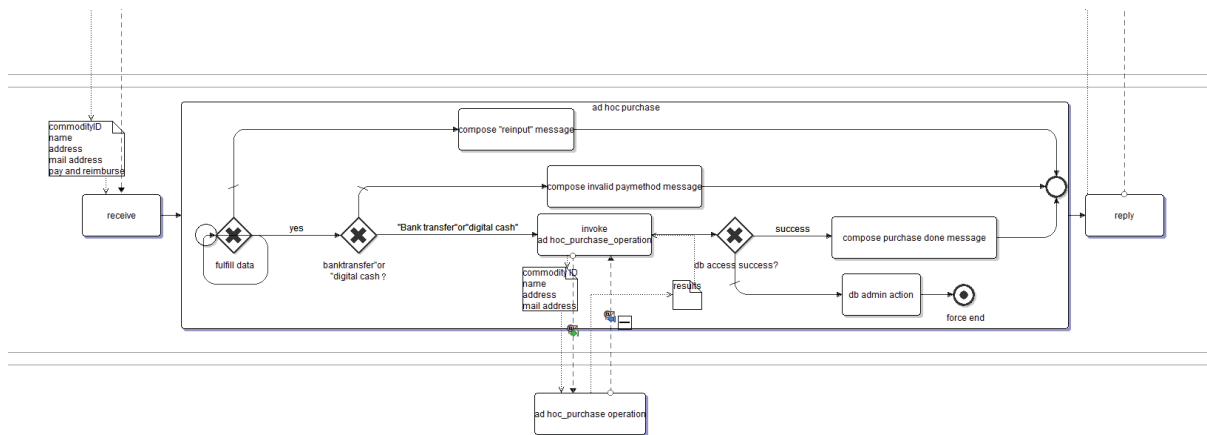 ad hoc purchase
commodityID
name
address
mail address
pay and reimburse
compose "reinput" message
compose invalid paymethod message
receive
reply
yes
"Bank transfer"or"digital cash"
invoke
ad hoc_purchase_operation
success
compose purchase done message
fulfill data
banktransfer"or
"digital cash ?
db access success?
commodity ID
name
address
mail address
results
db admin action
force end
ad hoc_purchase operation